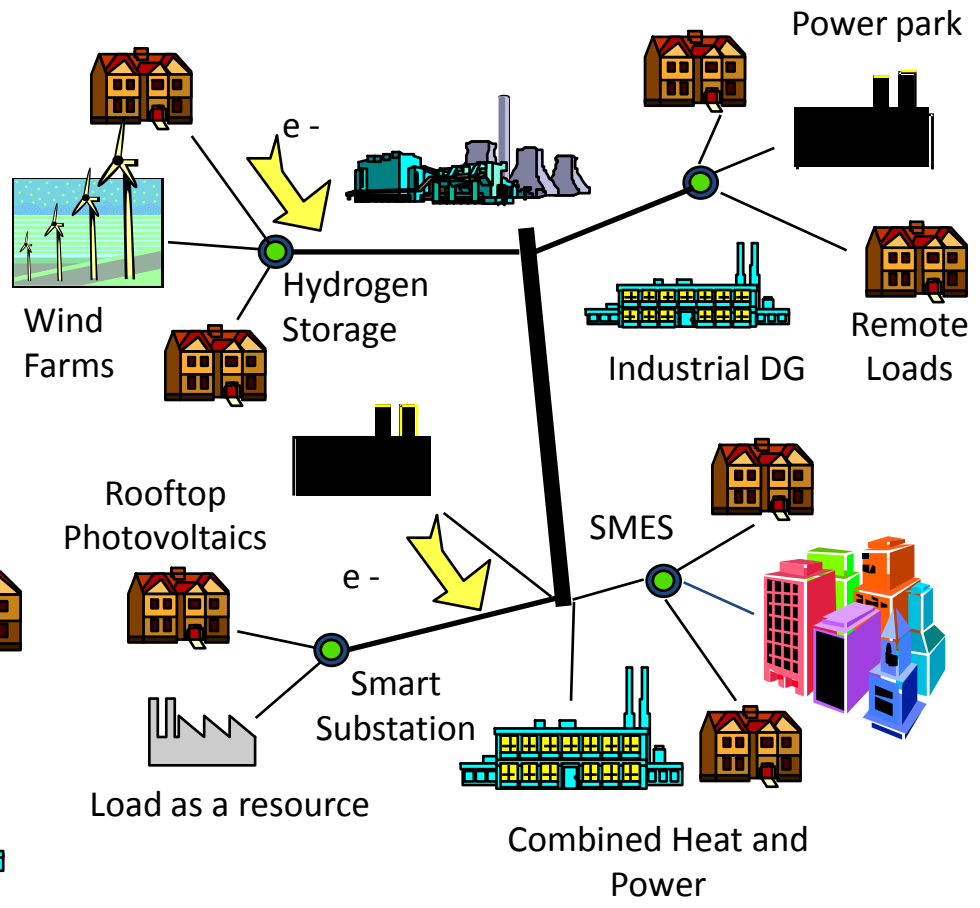 Power park
e -
Hydrogen
Storage
Wind
Farms
Industrial DG
Remote
Loads
Rooftop
Photovoltaics
SMES
e -
Smart
Substation
Load as a resource
Combined Heat and
Power